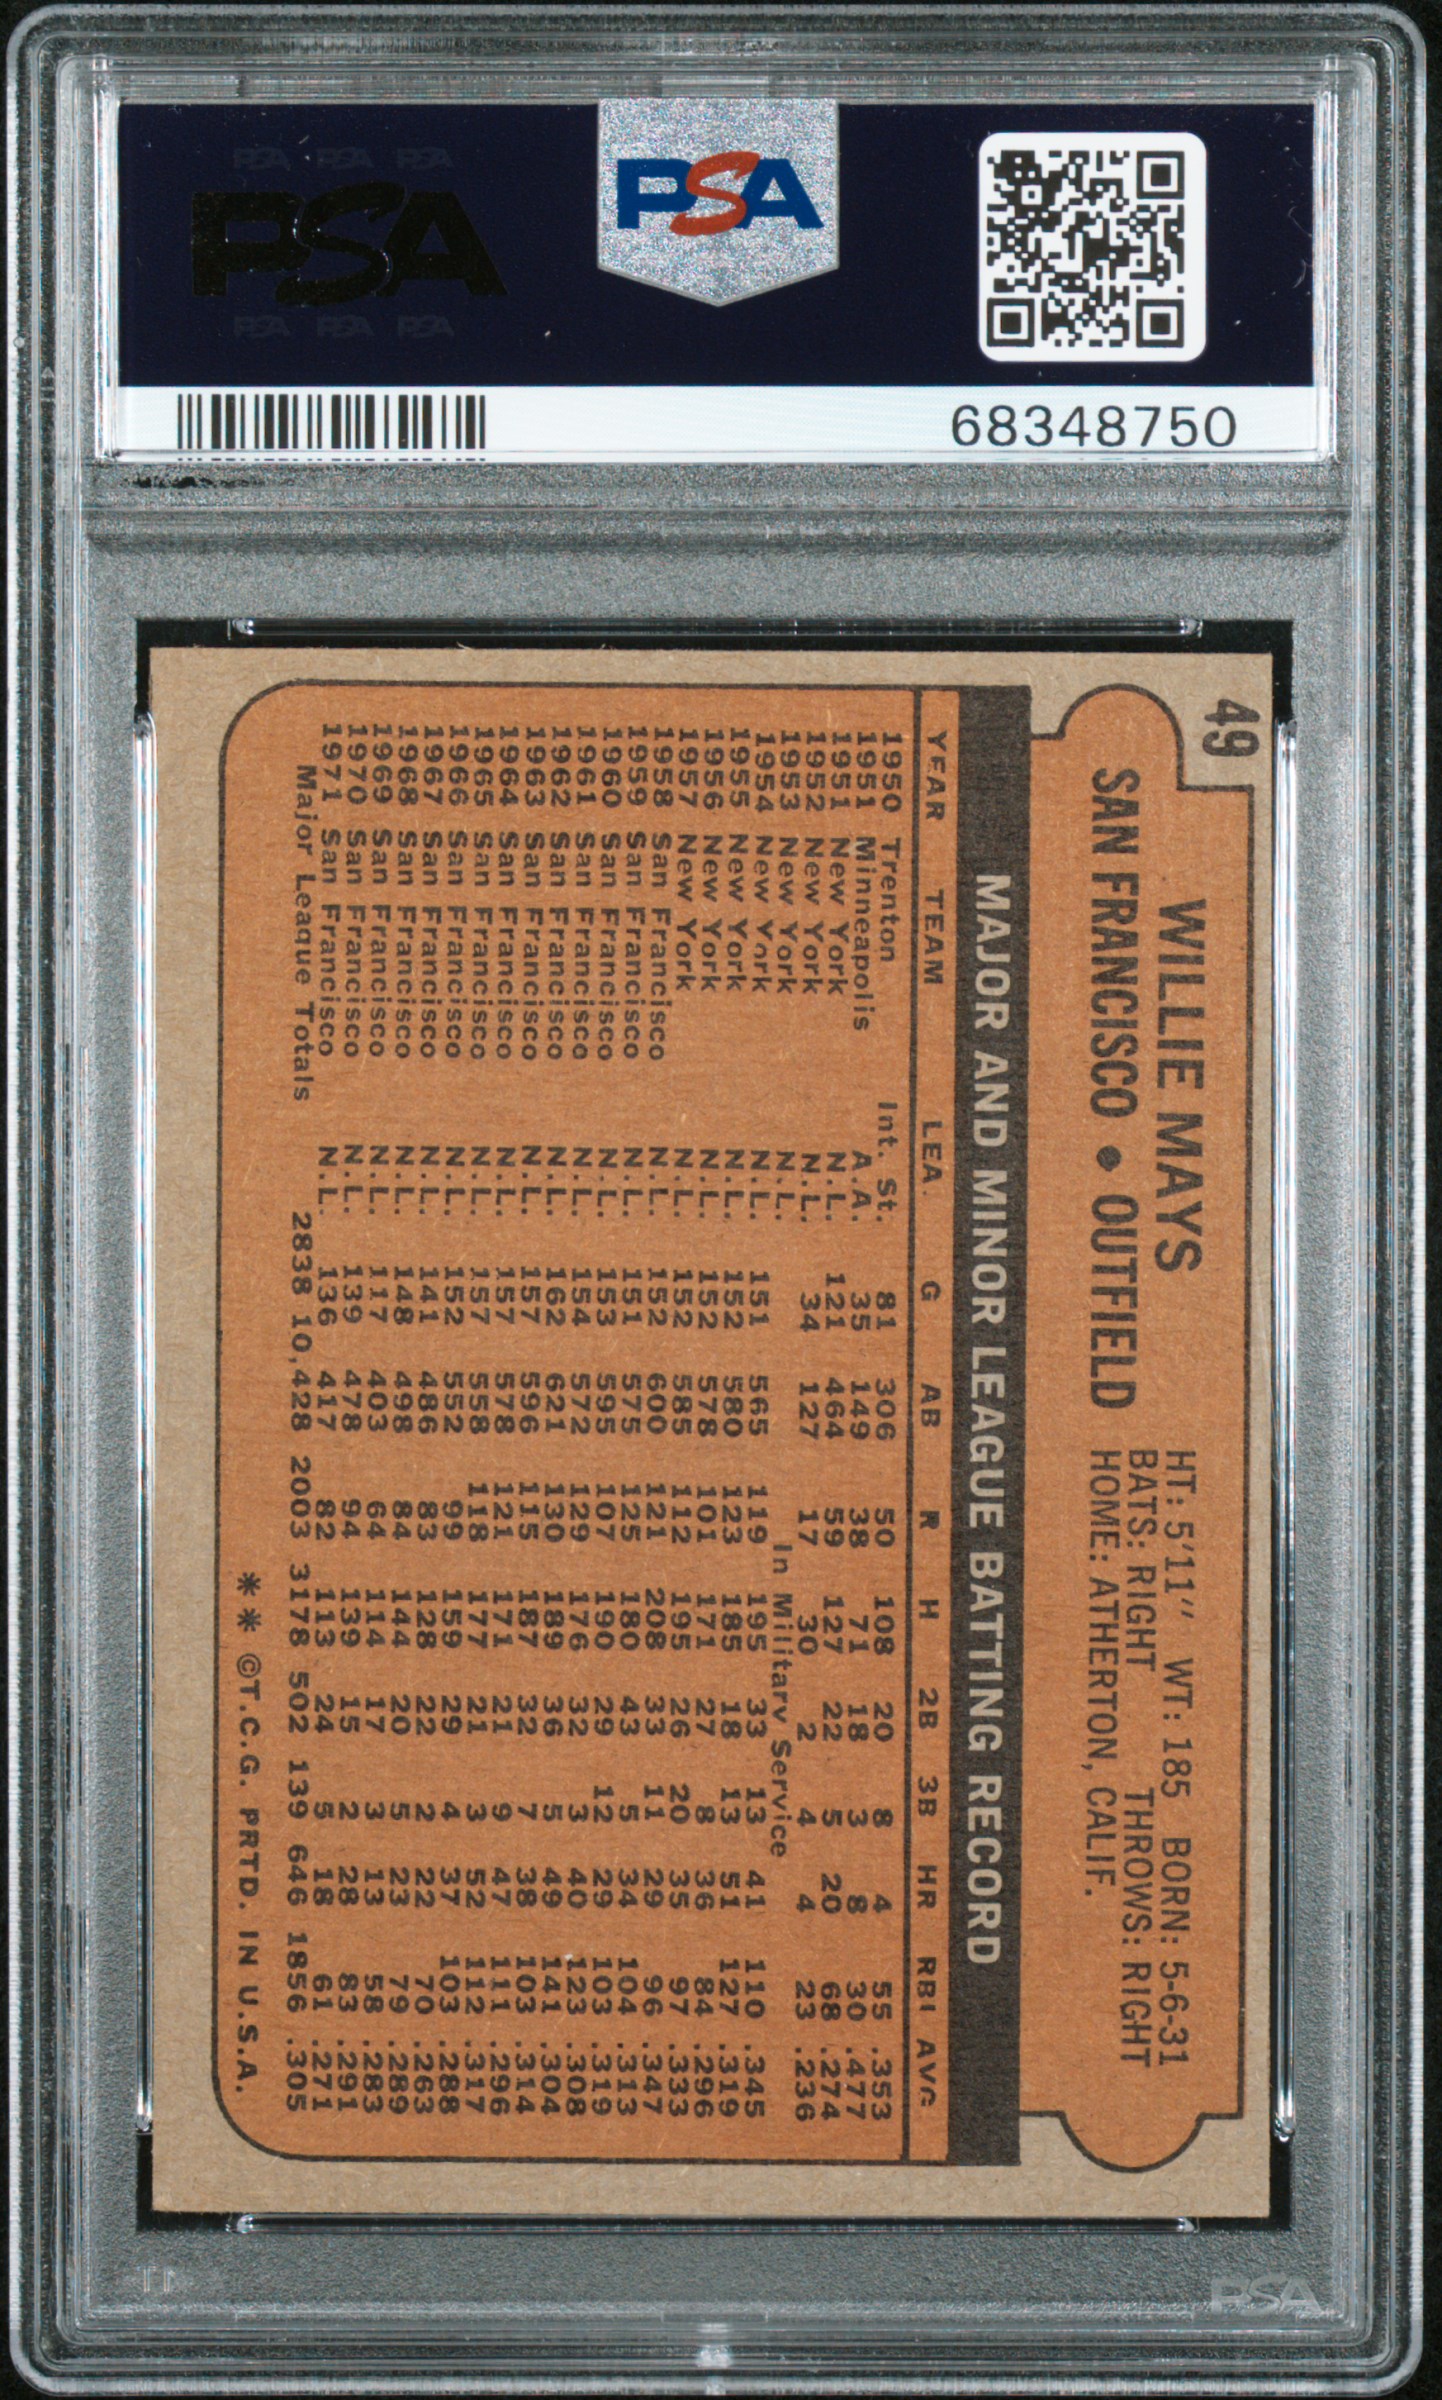 PSA PSA PSA
PSA
PSA PSA PSA
PSA
68348750
49
WILLIE MAYS
SAN FRANCISCO • OUTFIELD
HT: 5'11" WT: 185 BORN: 5-6-31
BATS: RIGHT THROWS: RIGHT
HOME: ATHERTON, CALIF.
MAJOR AND MINOR LEAGUE BATTING RECORD
YEAR TEAM LEA. G AB R H 2B 3B HR RBI AVG
1950 Trenton Int. St. 81 306 50 108 20 8 4 55 .353
1951 Minneapolis A.A. 35 149 38 71 18 3 8 30 .477
1951 New York N.L. 121 464 59 127 22 5 20 68 .274
1952 New York N.L. 34 127 17 30 2 4 4 23 .236
1953 New York N.L. In Military Service
1954 New York N.L. 151 565 119 195 33 13 41 110 .345
1955 New York N.L. 152 580 123 185 18 13 51 127 .319
1956 New York N.L. 152 578 101 171 27 8 36 84 .296
1957 New York N.L. 152 585 112 195 26 20 35 97 .333
1958 San Francisco N.L. 152 600 121 208 33 11 29 96 .347
1959 San Francisco N.L. 151 575 125 180 43 5 34 104 .313
1960 San Francisco N.L. 153 595 107 190 29 12 29 103 .319
1961 San Francisco N.L. 154 572 129 176 32 3 40 123 .308
1962 San Francisco N.L. 162 621 130 189 36 5 49 141 .304
1963 San Francisco N.L. 157 596 115 187 32 7 38 103 .314
1964 San Francisco N.L. 157 578 121 171 21 9 47 111 .296
1965 San Francisco N.L. 157 558 118 177 21 3 52 112 .317
1966 San Francisco N.L. 152 552 99 159 29 4 37 103 .288
1967 San Francisco N.L. 141 486 83 128 22 2 22 70 .263
1968 San Francisco N.L. 148 498 84 144 20 5 23 79 .289
1969 San Francisco N.L. 117 403 64 114 17 3 13 58 .283
1970 San Francisco N.L. 139 478 94 139 15 2 28 83 .291
1971 San Francisco N.L. 136 417 82 113 24 5 18 61 .271
Major League Totals 2838 10,428 2003 3178 502 139 646 1856 .305
** ©T.C.G. PRTD. IN U.S.A.
PSA